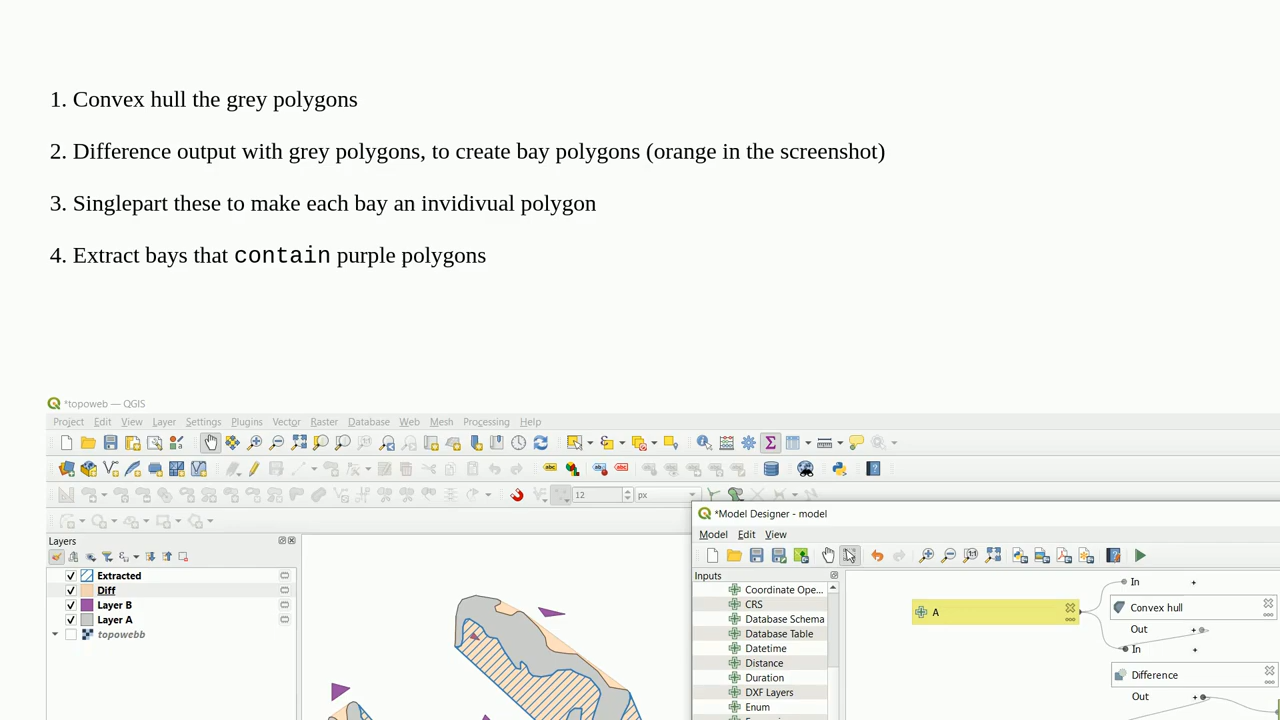 1. Convex hull the grey polygons
2. Difference output with grey polygons, to create bay polygons (orange in the screenshot)
3. Singlepart these to make each bay an invidivual polygon
4. Extract bays that contain purple polygons
*topoweb — QGIS
Project Edit View Layer Settings Plugins Vector Raster Database Web Mesh Processing Help
12 px
*Model Designer - model
Model Edit View
Layers
Extracted
Diff
Layer B
Layer A
topowebb
Inputs
Coordinate Ope...
CRS
Database Schema
Database Table
Datetime
Distance
Duration
DXF Layers
Enum
In
A
Convex hull
Out
In
Difference
Out